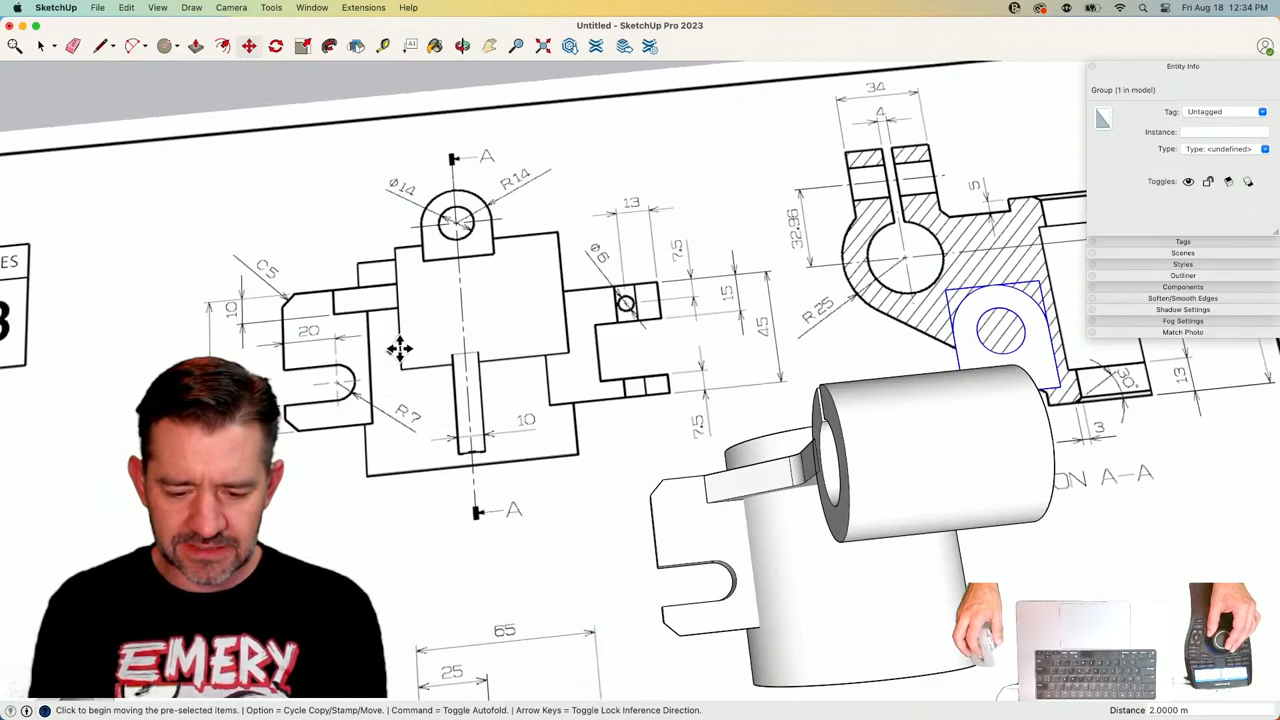 SketchUp File Edit View Draw Camera Tools Window Extensions Help
Fri Aug 18 12:34 PM
Untitled - SketchUp Pro 2023
Entity Info
Group (1 in model)
Tag: Untagged
Instance:
Type: Type: <undefined>
Toggles:
Tags
Scenes
Styles
Outliner
Components
Soften/Smooth Edges
Shadow Settings
Fog Settings
Match Photo
34
4
A
R14
Φ14
13
5
Φ6
7.5
32.96
ES
C5
10
15
3
20
45
R25
30°
13
R7
7.5
10
3
A
ON A-A
65
25
EMERY
Click to begin moving the pre-selected items. | Option = Cycle Copy/Stamp/Move. | Command = Toggle Autofold. | Arrow Keys = Toggle Lock Inference Direction.
Distance 2.0000 m